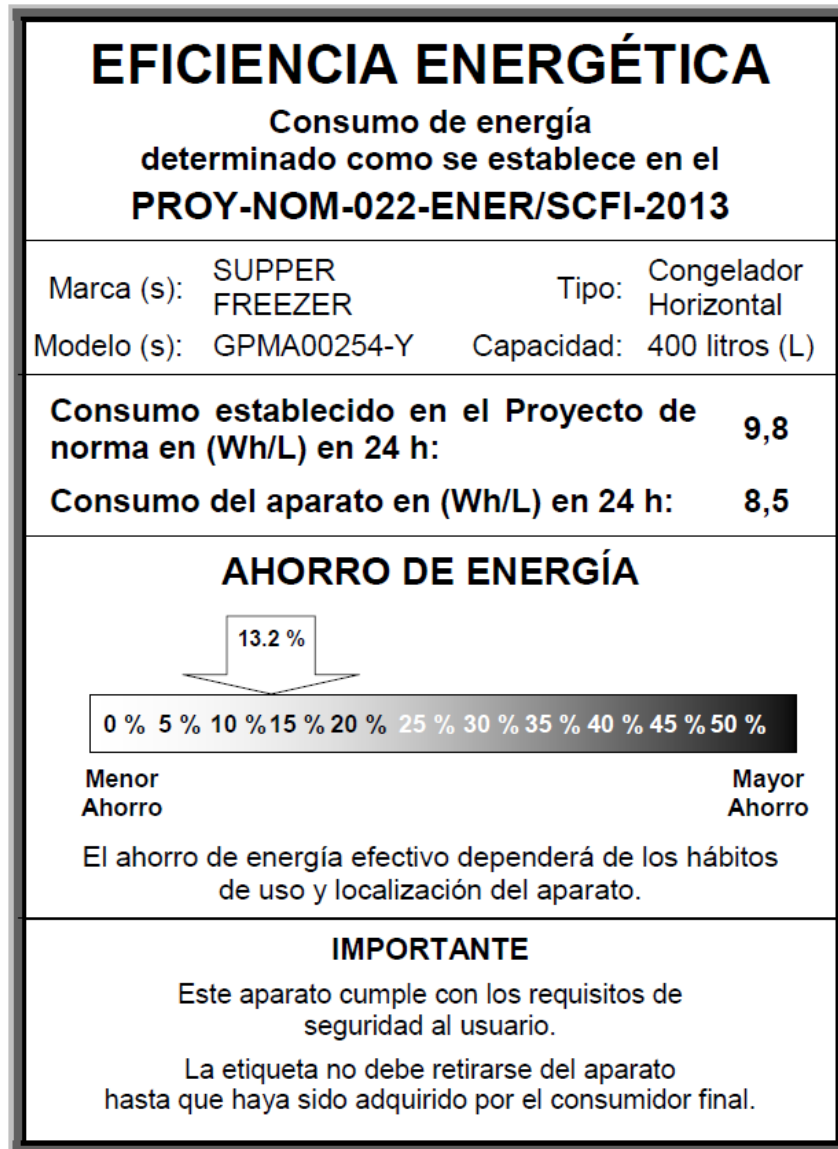 EFICIENCIA ENERGÉTICA
Consumo de energía
determinado como se establece en el
PROY-NOM-022-ENER/SCFI-2013
Marca (s): SUPPER FREEZER Tipo: Congelador Horizontal
Modelo (s): GPMA00254-Y Capacidad: 400 litros (L)
Consumo establecido en el Proyecto de
norma en (Wh/L) en 24 h: 9,8
Consumo del aparato en (Wh/L) en 24 h: 8,5
AHORRO DE ENERGÍA
13.2 %
0 % 5 % 10 % 15 % 20 % 25 % 30 % 35 % 40 % 45 % 50 %
Menor Ahorro
Mayor Ahorro
El ahorro de energía efectivo dependerá de los hábitos
de uso y localización del aparato.
IMPORTANTE
Este aparato cumple con los requisitos de
seguridad al usuario.
La etiqueta no debe retirarse del aparato
hasta que haya sido adquirido por el consumidor final.